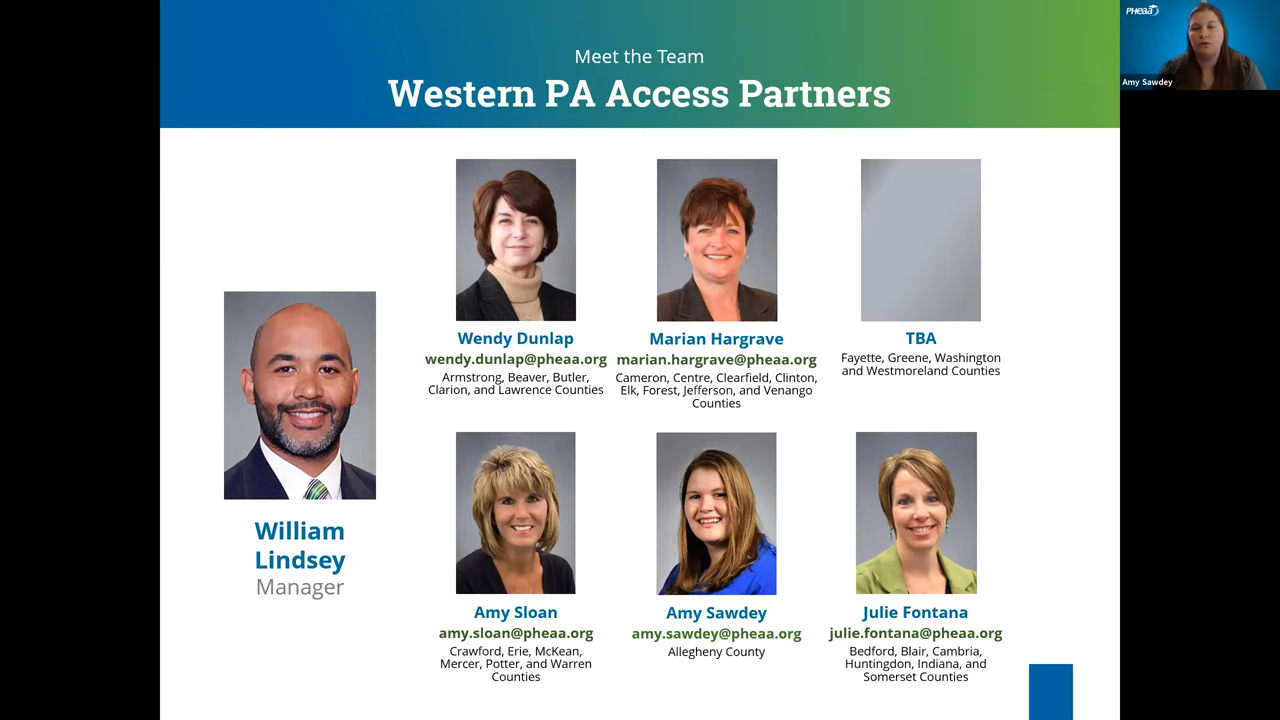 Meet the Team
Western PA Access Partners
PHEAA
Amy Sawdey
William
Lindsey
Manager
Wendy Dunlap
wendy.dunlap@pheaa.org
Armstrong, Beaver, Butler,
Clarion, and Lawrence Counties
Marian Hargrave
marian.hargrave@pheaa.org
Cameron, Centre, Clearfield, Clinton,
Elk, Forest, Jefferson, and Venango
Counties
TBA
Fayette, Greene, Washington
and Westmoreland Counties
Amy Sloan
amy.sloan@pheaa.org
Crawford, Erie, McKean,
Mercer, Potter, and Warren
Counties
Amy Sawdey
amy.sawdey@pheaa.org
Allegheny County
Julie Fontana
julie.fontana@pheaa.org
Bedford, Blair, Cambria,
Huntingdon, Indiana, and
Somerset Counties